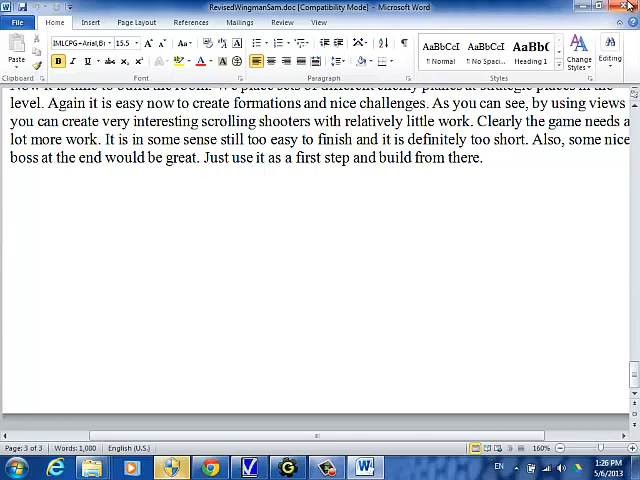 RevisedWingmanSam.doc [Compatibility Mode] - Microsoft Word
File Home Insert Page Layout References Mailings Review View
IMLCPG+Arial,B 15.5
Paste
B I U abc
AaBbCcI AaBbCcI AaBbC
¶ Normal ¶ No Spac... Heading 1
Change Styles
Editing
Clipboard Font Paragraph Styles
level. Again it is easy now to create formations and nice challenges. As you can see, by using views
you can create very interesting scrolling shooters with relatively little work. Clearly the game needs a
lot more work. It is in some sense still too easy to finish and it is definitely too short. Also, some nice
boss at the end would be great. Just use it as a first step and build from there.
Page: 3 of 3 Words: 1,080 English (U.S.) 160%
EN 1:26 PM
5/6/2013